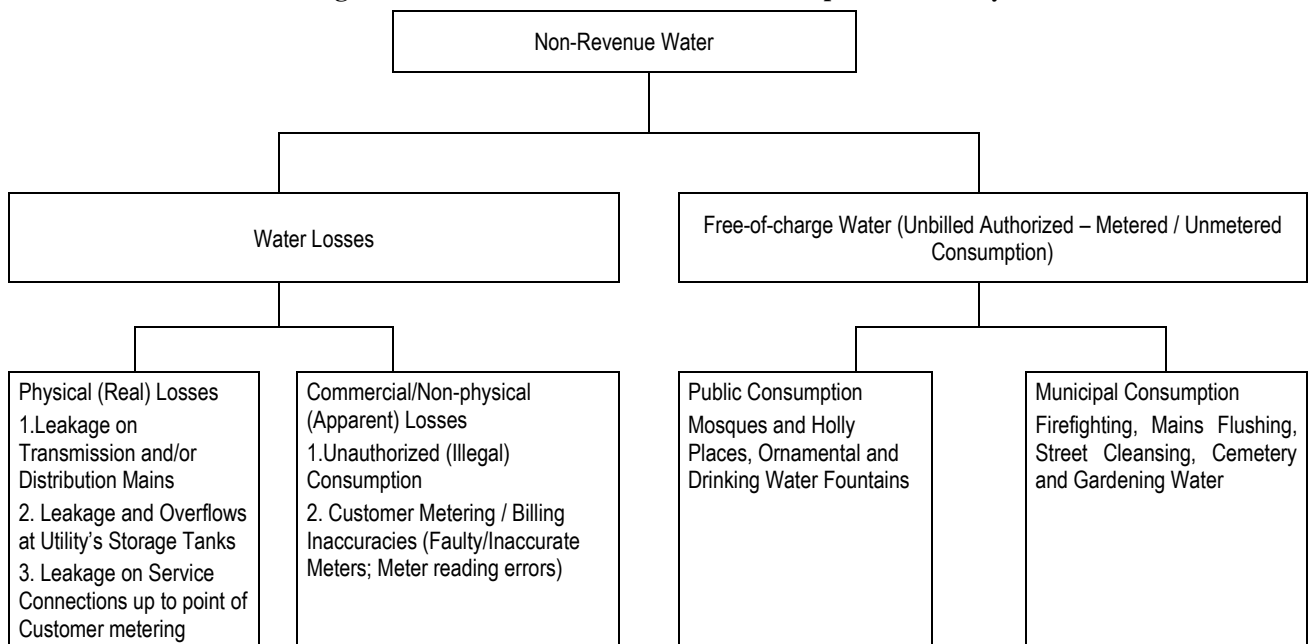 Non-Revenue Water
Water Losses
Free-of-charge Water (Unbilled Authorized – Metered / Unmetered
Consumption)
Physical (Real) Losses
1.Leakage on
Transmission and/or
Distribution Mains
2. Leakage and Overflows
at Utility's Storage Tanks
3. Leakage on Service
Connections up to point of
Customer metering
Commercial/Non-physical
(Apparent) Losses
1.Unauthorized (Illegal)
Consumption
2. Customer Metering / Billing
Inaccuracies (Faulty/Inaccurate
Meters; Meter reading errors)
Public Consumption
Mosques and Holly
Places, Ornamental and
Drinking Water Fountains
Municipal Consumption
Firefighting, Mains Flushing,
Street Cleansing, Cemetery
and Gardening Water